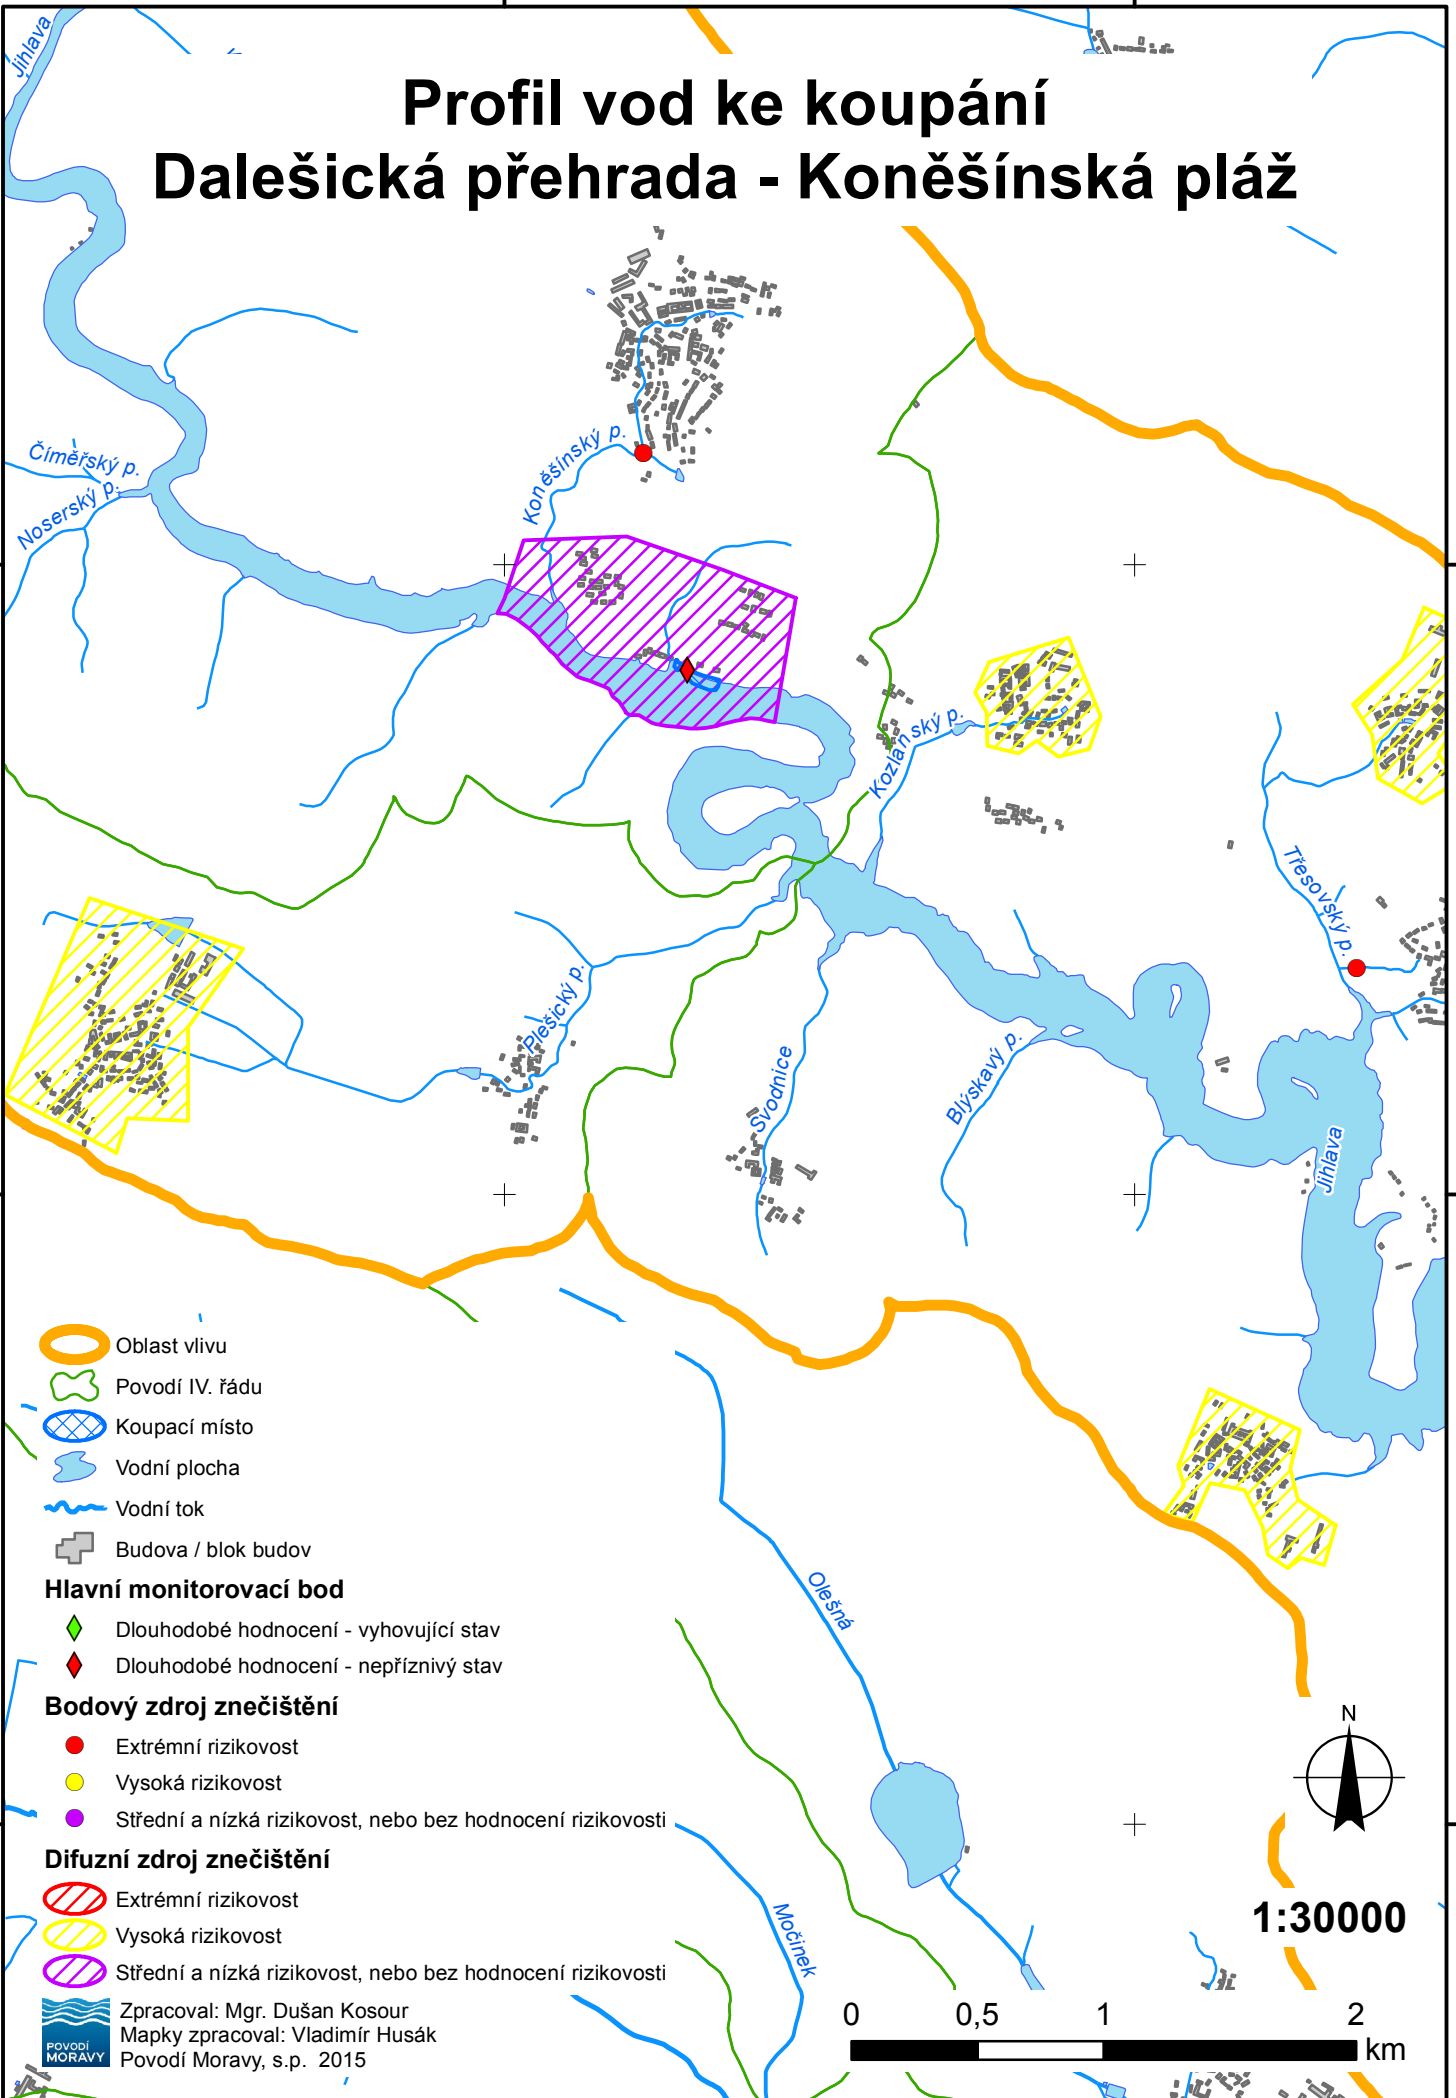 Profil vod ke koupání
Dalešická přehrada - Koněšínská pláž
Jihlava
Číměřský p.
Noserský p.
Koněšínský p.
Kozlanský p.
Třesovský p.
Plešický p.
Svodnice
Blýskavý p.
Jihlava
Olešná
Močinek
Oblast vlivu
Povodí IV. řádu
Koupací místo
Vodní plocha
Vodní tok
Budova / blok budov
Hlavní monitorovací bod
Dlouhodobé hodnocení - vyhovující stav
Dlouhodobé hodnocení - nepříznivý stav
Bodový zdroj znečištění
Extrémní rizikovost
Vysoká rizikovost
Střední a nízká rizikovost, nebo bez hodnocení rizikovosti
Difuzní zdroj znečištění
Extrémní rizikovost
Vysoká rizikovost
Střední a nízká rizikovost, nebo bez hodnocení rizikovosti
POVODÍ
MORAVY
Zpracoval: Mgr. Dušan Kosour
Mapky zpracoval: Vladimír Husák
Povodí Moravy, s.p. 2015
N
1:30000
0 0,5 1 2
km